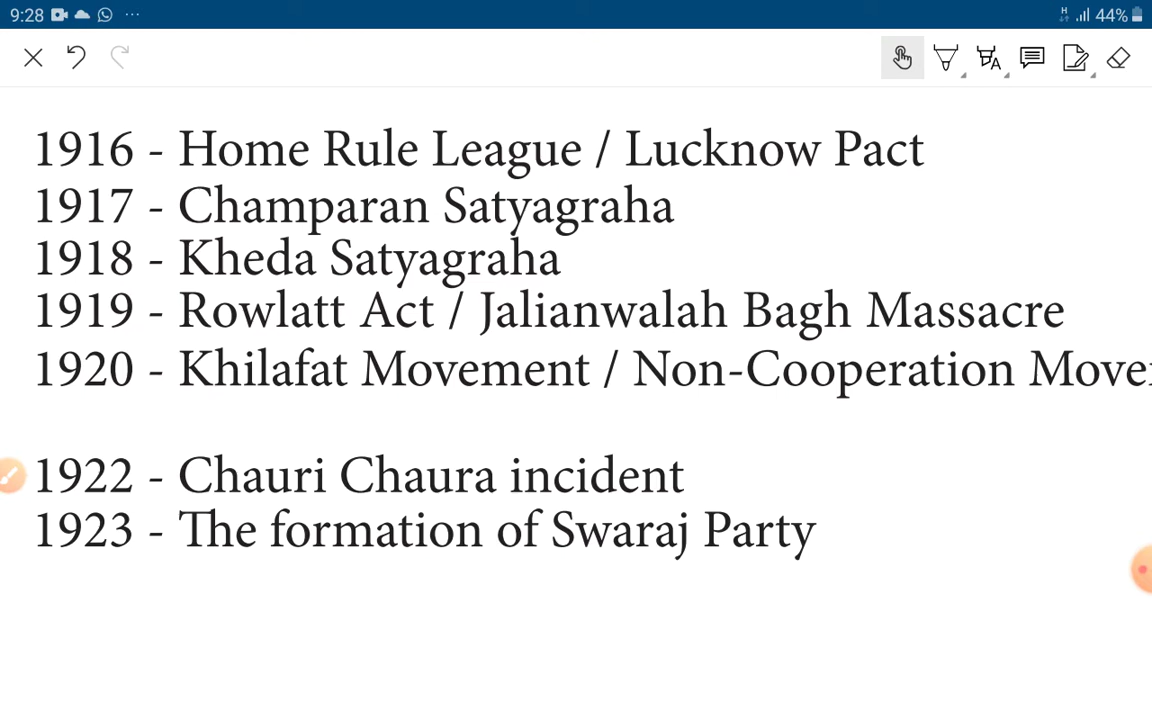 9:28 ... H 44%
1916 - Home Rule League / Lucknow Pact
1917 - Champaran Satyagraha
1918 - Kheda Satyagraha
1919 - Rowlatt Act / Jalianwalah Bagh Massacre
1920 - Khilafat Movement / Non-Cooperation Move
1922 - Chauri Chaura incident
1923 - The formation of Swaraj Party